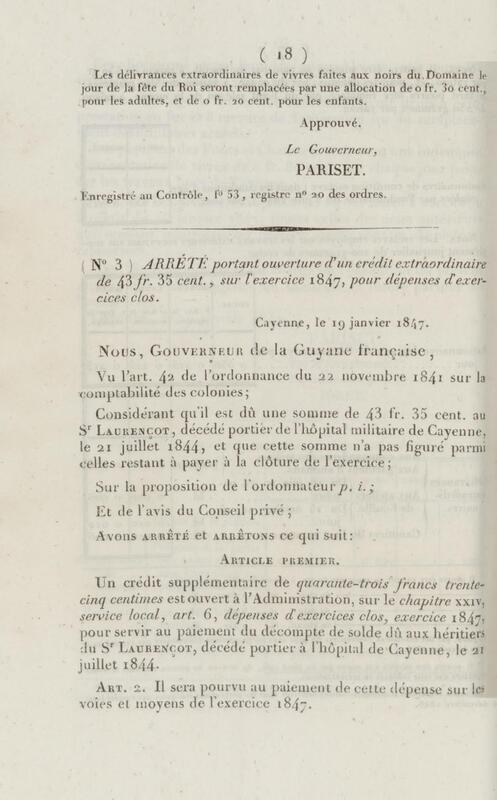 ( 18 )
Les délivrances extraordinaires de vivres faites aux noirs du Domaine le
jour de la fête du Roi seront remplacées par une allocation de 0 fr. 30 cent.,
pour les adultes, et de 0 fr. 20 cent. pour les enfants.
Approuvé.
Le Gouverneur,
PARISET.
Enregistré au Contrôle, f° 53, registre n° 20 des ordres.
( N° 3 ) ARRÊTÉ portant ouverture d'un crédit extraordinaire
de 43 fr. 35 cent., sur l'exercice 1847, pour dépenses d'exer-
cices clos.
Cayenne, le 19 janvier 1847.
NOUS, GOUVERNEUR de la Guyane française,
Vu l'art. 42 de l'ordonnance du 22 novembre 1841 sur la
comptabilité des colonies;
Considérant qu'il est dû une somme de 43 fr. 35 cent. au
Sr LAURENÇOT, décédé portier de l'hôpital militaire de Cayenne,
le 21 juillet 1844, et que cette somme n'a pas figuré parmi
celles restant à payer à la clôture de l'exercice;
Sur la proposition de l'ordonnateur p. i.;
Et de l'avis du Conseil privé;
AVONS ARRÊTÉ et ARRÊTONS ce qui suit:
ARTICLE PREMIER.
Un crédit supplémentaire de quarante-trois francs trente-
cinq centimes est ouvert à l'Administration, sur le chapitre XXIV,
service local, art. 6, dépenses d'exercices clos, exercice 1847,
pour servir au paiement du décompte de solde dû aux héritiers
du Sr LAURENÇOT, décédé portier à l'hôpital de Cayenne, le 21
juillet 1844.
ART. 2. Il sera pourvu au paiement de cette dépense sur les
voies et moyens de l'exercice 1847.